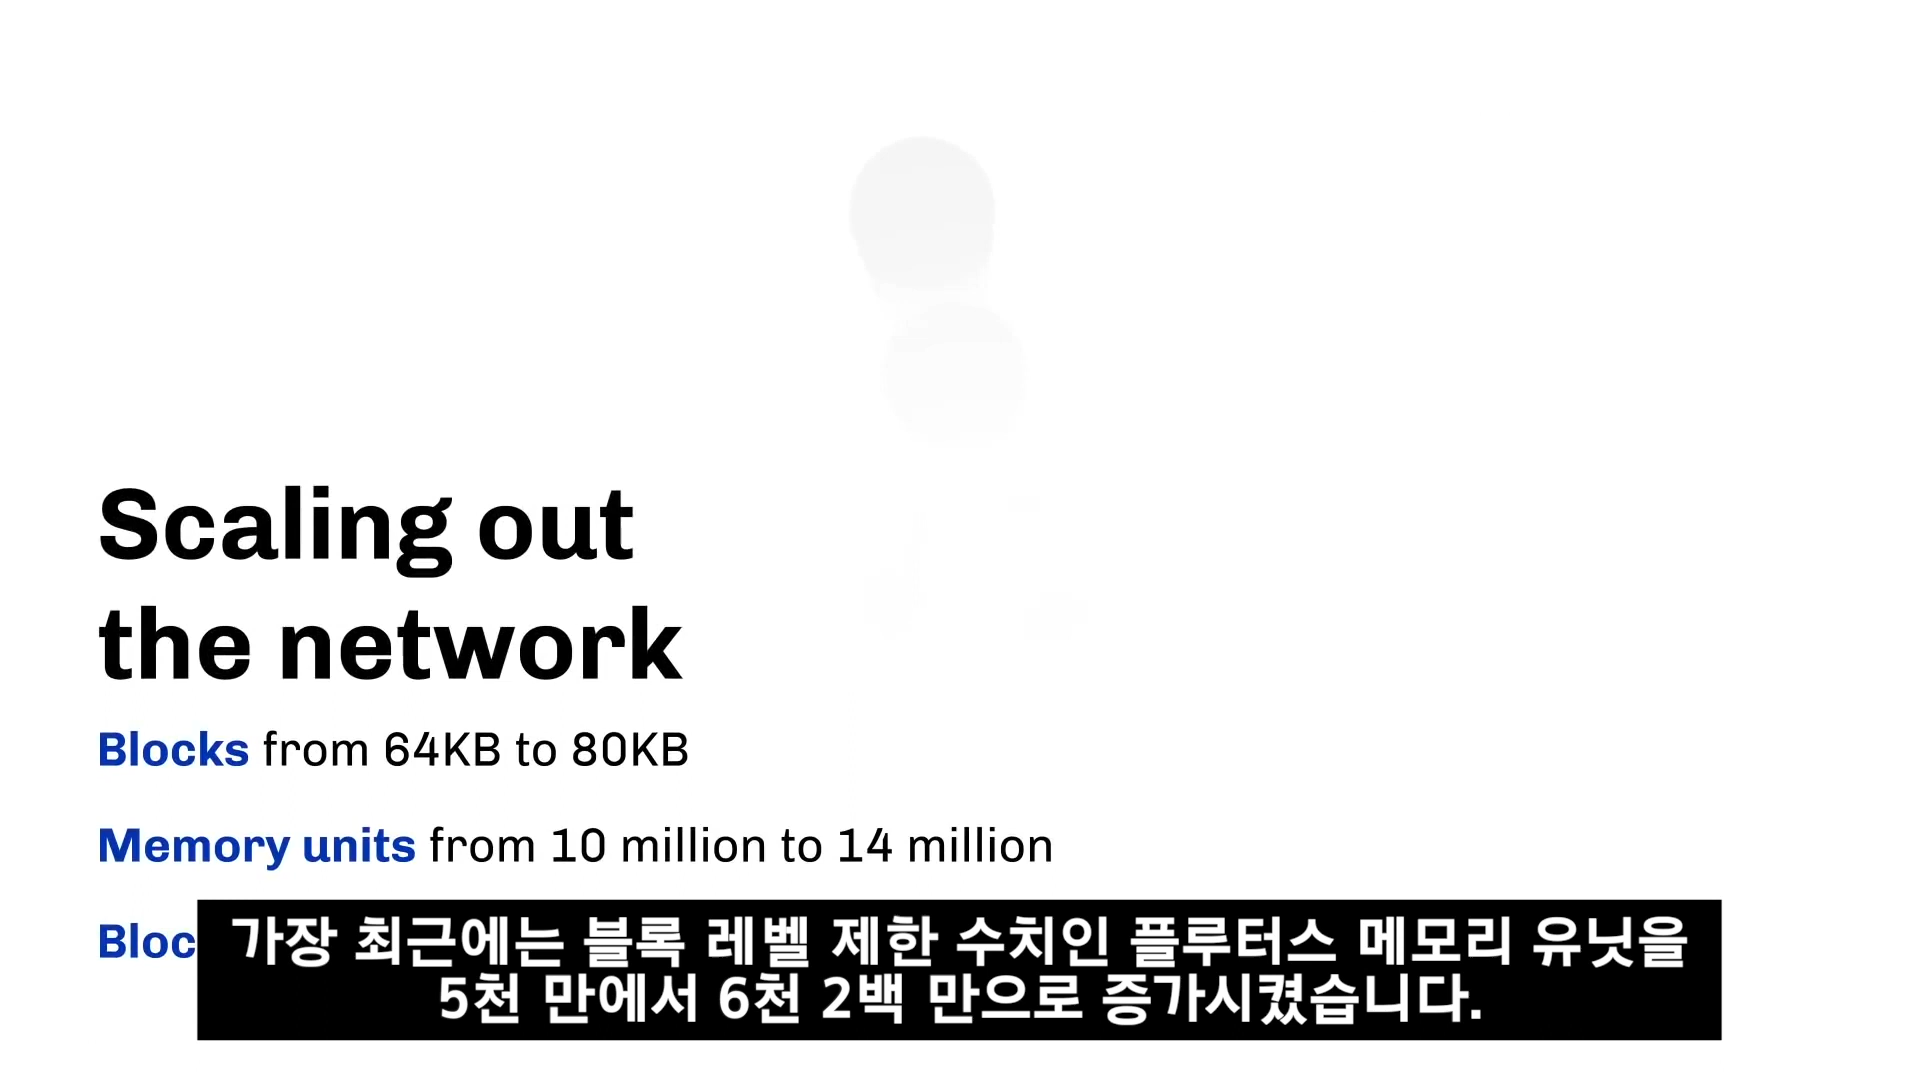 Scaling out
the network
Blocks from 64KB to 80KB
Memory units from 10 million to 14 million
Bloc
가장 최근에는 블록 레벨 제한 수치인 플루터스 메모리 유닛을
5천 만에서 6천 2백 만으로 증가시켰습니다.